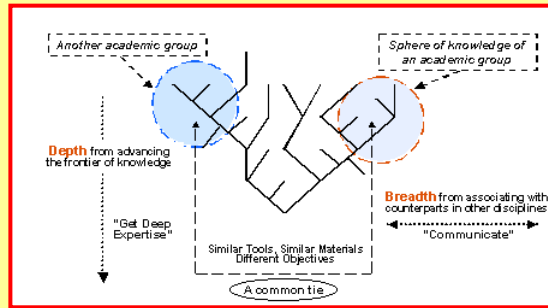 Another academic group
Sphere of knowledge of
an academic group
Depth from advancing
the frontier of knowledge
"Get Deep
Expertise"
Breadth from associating with
counterparts in other disciplines
"Communicate"
Similar Tools, Similar Materials
Different Objectives
A common tie